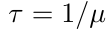 τ = 1/μ